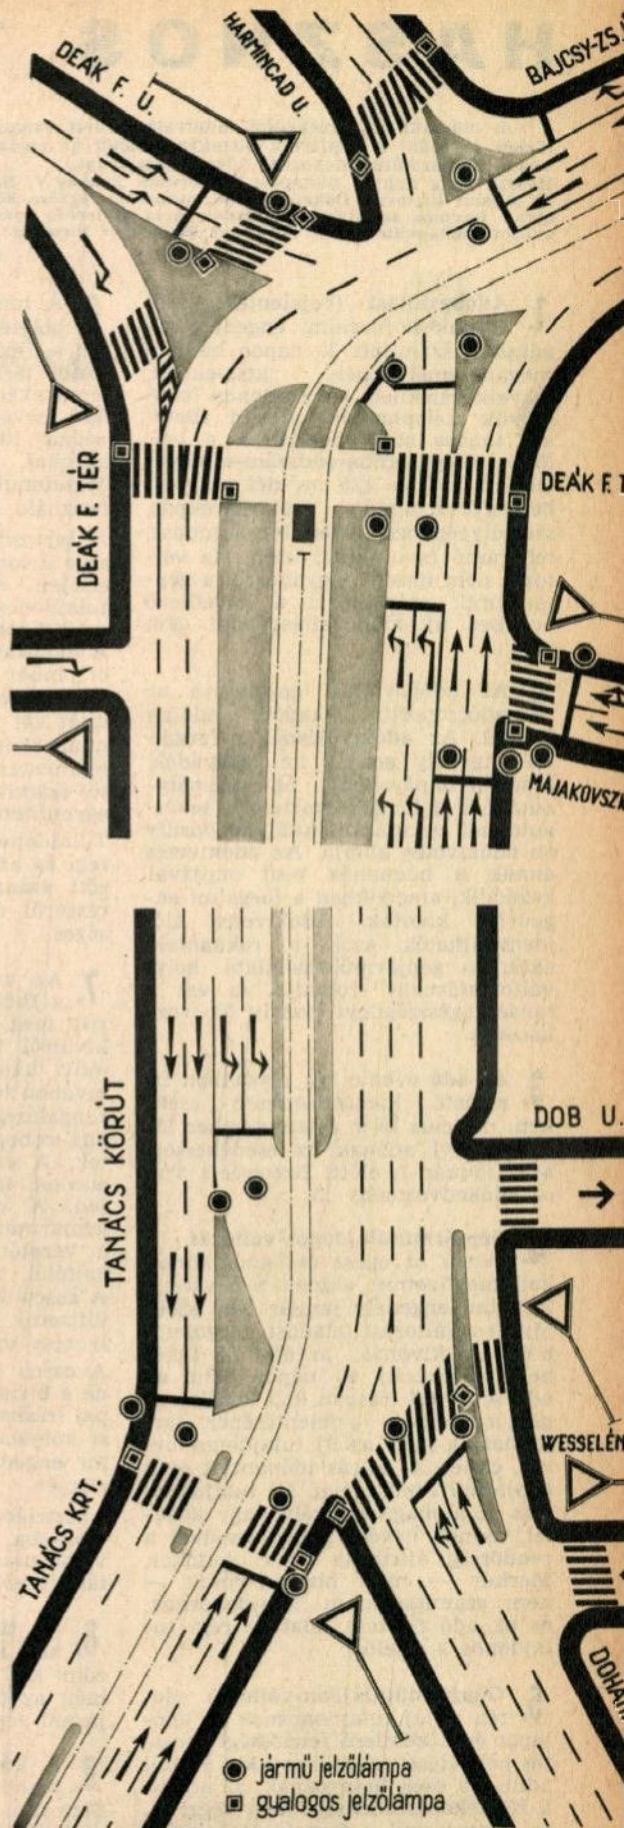 DEÁK F. U.
HARMINCAD U.
BAJCSY-ZS.
DEÁK F. TÉR
DEÁK F. T
MAJAKOVSZK
TANÁCS KÖRÚT
DOB U.
WESSELÉN
TANÁCS KRT.
DOHÁN
jármű jelzőlámpa
gyalogos jelzőlámpa